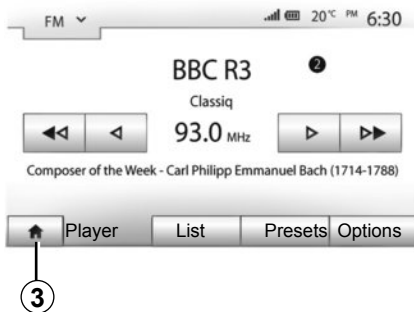 FM 20°C PM 6:30
BBC R3 2
Classiq
93.0 MHz
Composer of the Week - Carl Philipp Emmanuel Bach (1714-1788)
Player List Presets Options
3